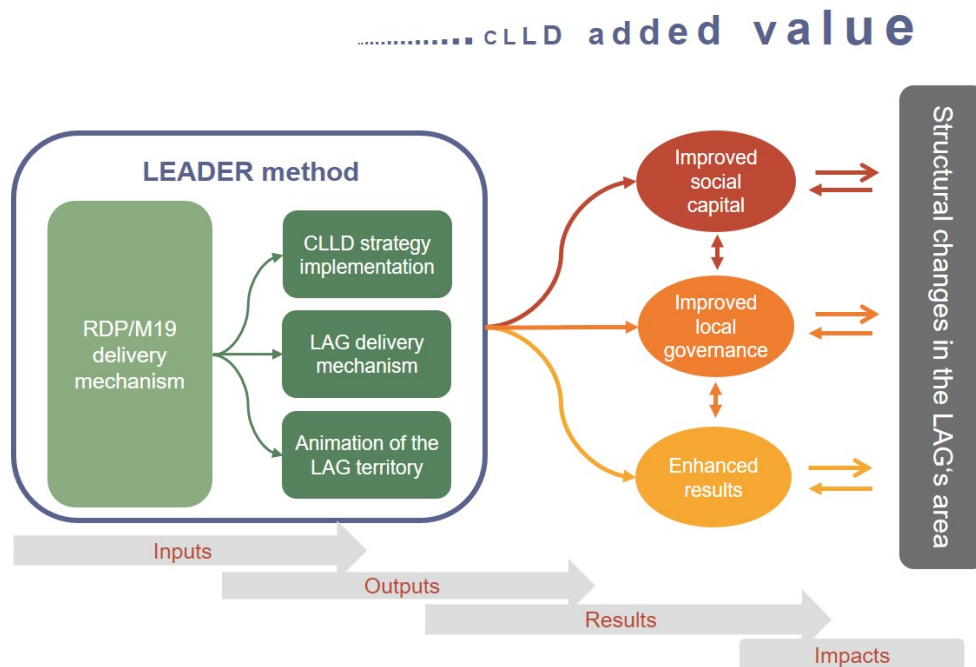 CLLD added value
LEADER method
RDP/M19
delivery
mechanism
CLLD strategy
implementation
LAG delivery
mechanism
Animation of the
LAG territory
Improved
social
capital
Improved
local
governance
Enhanced
results
Structural changes in the LAG‘s area
Inputs
Outputs
Results
Impacts